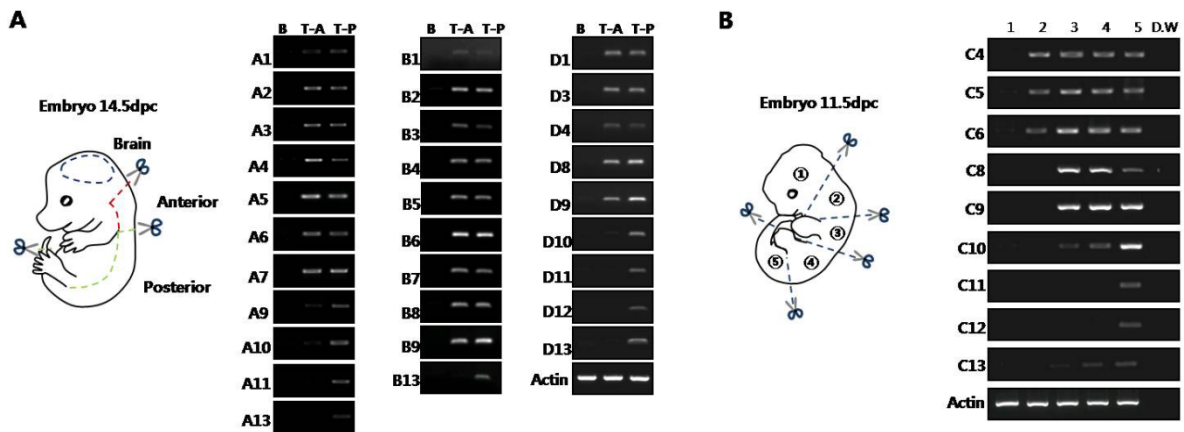 A
B
Embryo 14.5dpc
Brain
Anterior
Posterior
B T-A T-P
A1
A2
A3
A4
A5
A6
A7
A9
A10
A11
A13
B T-A T-P
B1
B2
B3
B4
B5
B6
B7
B8
B9
B13
B T-A T-P
D1
D3
D4
D8
D9
D10
D11
D12
D13
Actin
Embryo 11.5dpc
①
②
③
④
⑤
1 2 3 4 5 D.W
C4
C5
C6
C8
C9
C10
C11
C12
C13
Actin